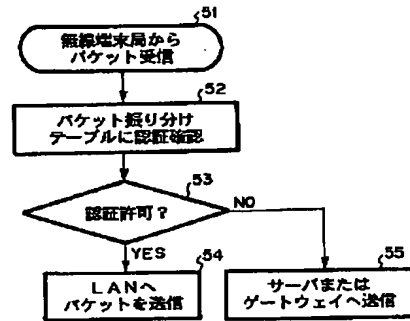 51
無線端末局から
パケット受信
52
パケット振り分け
テーブルに認証確認
53
認証許可?
NO
YES
54
LANへ
パケットを送信
55
サーバまたは
ゲートウェイへ送信